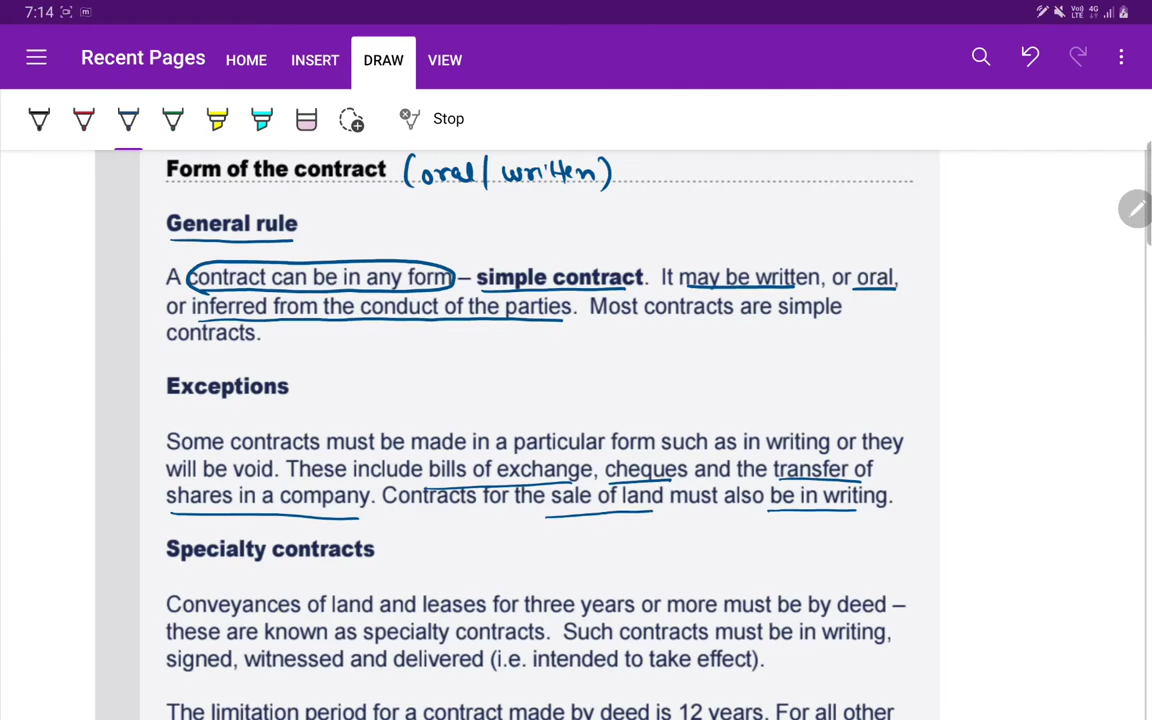 7:14 m Vo) LTE 4G
Recent Pages HOME INSERT DRAW VIEW
Stop
Form of the contract (oral/written)
General rule
A contract can be in any form – simple contract. It may be written, or oral,
or inferred from the conduct of the parties. Most contracts are simple
contracts.
Exceptions
Some contracts must be made in a particular form such as in writing or they
will be void. These include bills of exchange, cheques and the transfer of
shares in a company. Contracts for the sale of land must also be in writing.
Specialty contracts
Conveyances of land and leases for three years or more must be by deed –
these are known as specialty contracts. Such contracts must be in writing,
signed, witnessed and delivered (i.e. intended to take effect).
The limitation period for a contract made by deed is 12 years. For all other